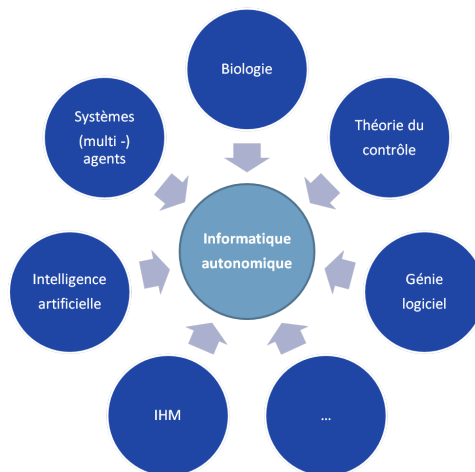 Biologie
Systèmes
(multi -)
agents
Théorie du
contrôle
Informatique
autonomique
Intelligence
artificielle
Génie
logiciel
IHM
...